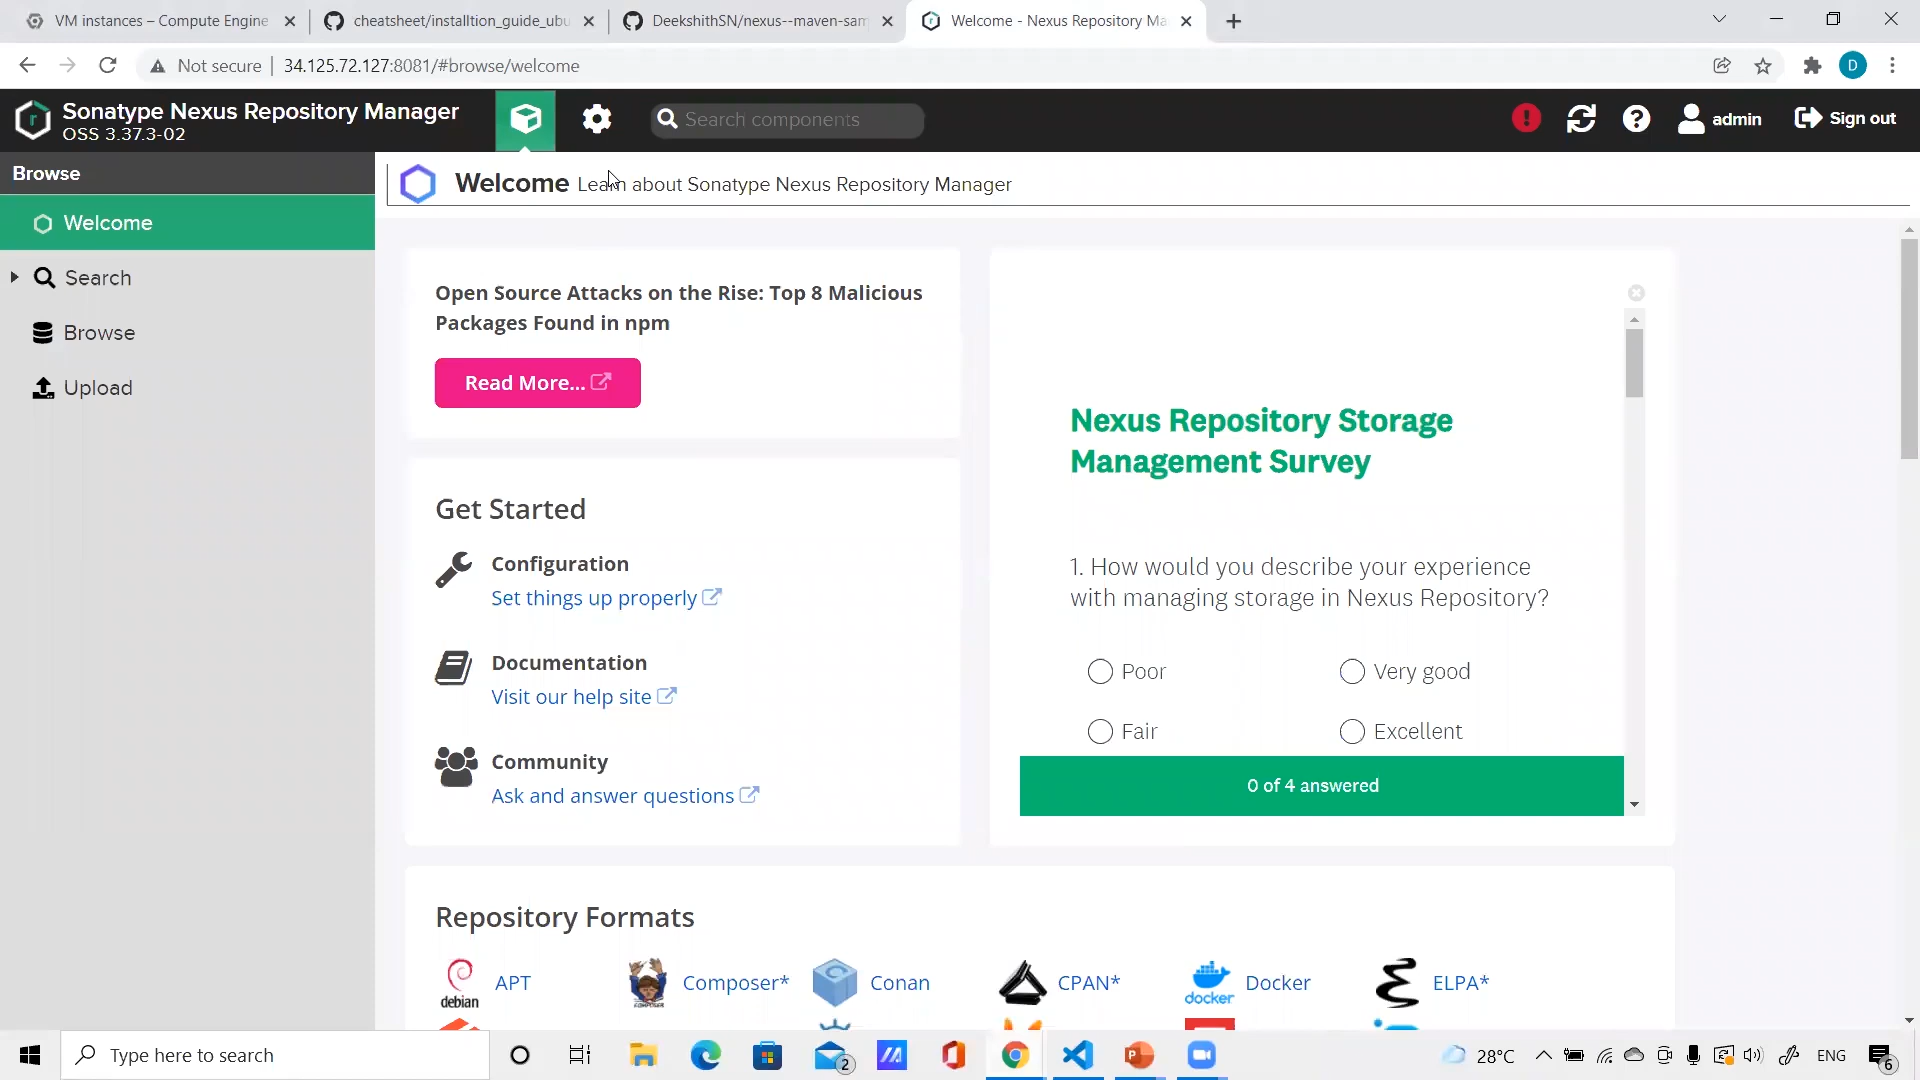 VM instances – Compute Engine
cheatsheet/installtion_guide_ubu
DeekshithSN/nexus--maven-sam
Welcome - Nexus Repository Ma
Not secure
34.125.72.127:8081/#browse/welcome
D
Sonatype Nexus Repository Manager
OSS 3.37.3-02
Search components
admin
Sign out
Browse
Welcome
Search
Browse
Upload
Welcome Learn about Sonatype Nexus Repository Manager
Open Source Attacks on the Rise: Top 8 Malicious
Packages Found in npm
Read More...
Get Started
Configuration
Set things up properly
Documentation
Visit our help site
Community
Ask and answer questions
Nexus Repository Storage
Management Survey
1. How would you describe your experience
with managing storage in Nexus Repository?
Poor
Very good
Fair
Excellent
0 of 4 answered
Repository Formats
debian
APT
Composer*
Conan
CPAN*
docker
Docker
ELPA*
Type here to search
2
28°C
ENG
6